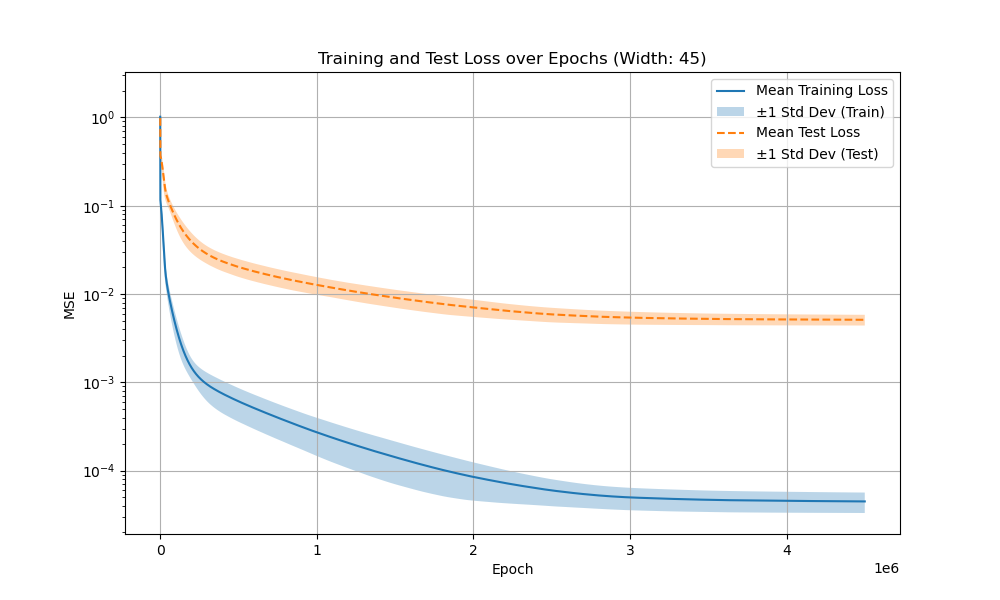 Training and Test Loss over Epochs (Width: 45)
Mean Training Loss
±1 Std Dev (Train)
Mean Test Loss
±1 Std Dev (Test)
MSE
10⁰
10⁻¹
10⁻²
10⁻³
10⁻⁴
0 1 2 3 4
1e6
Epoch